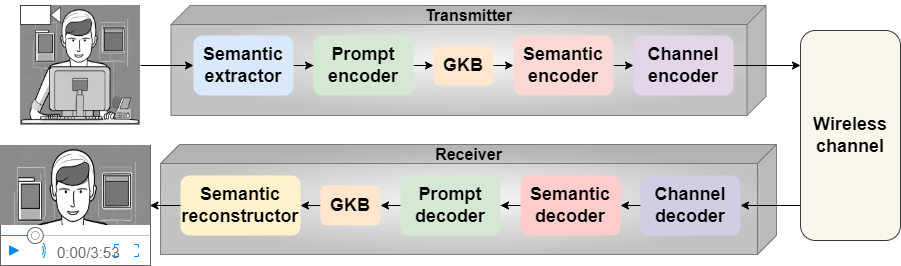 Transmitter
Semantic
extractor
Prompt
encoder
GKB
Semantic
encoder
Channel
encoder
Wireless
channel
Receiver
Semantic
reconstructor
GKB
Prompt
decoder
Semantic
decoder
Channel
decoder
0:00/3:53